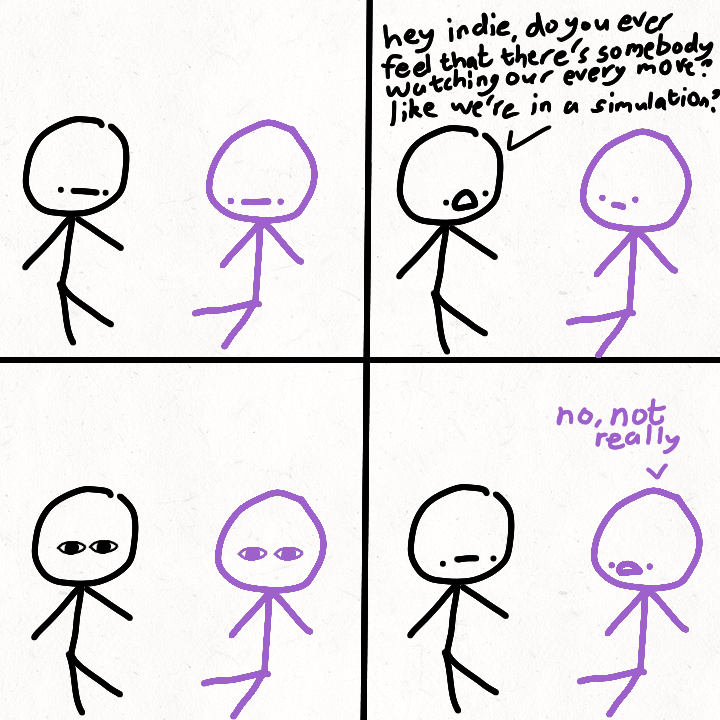 hey indie, do you ever
feel that there's somebody
watching our every move?
like we're in a simulation?
no, not
really